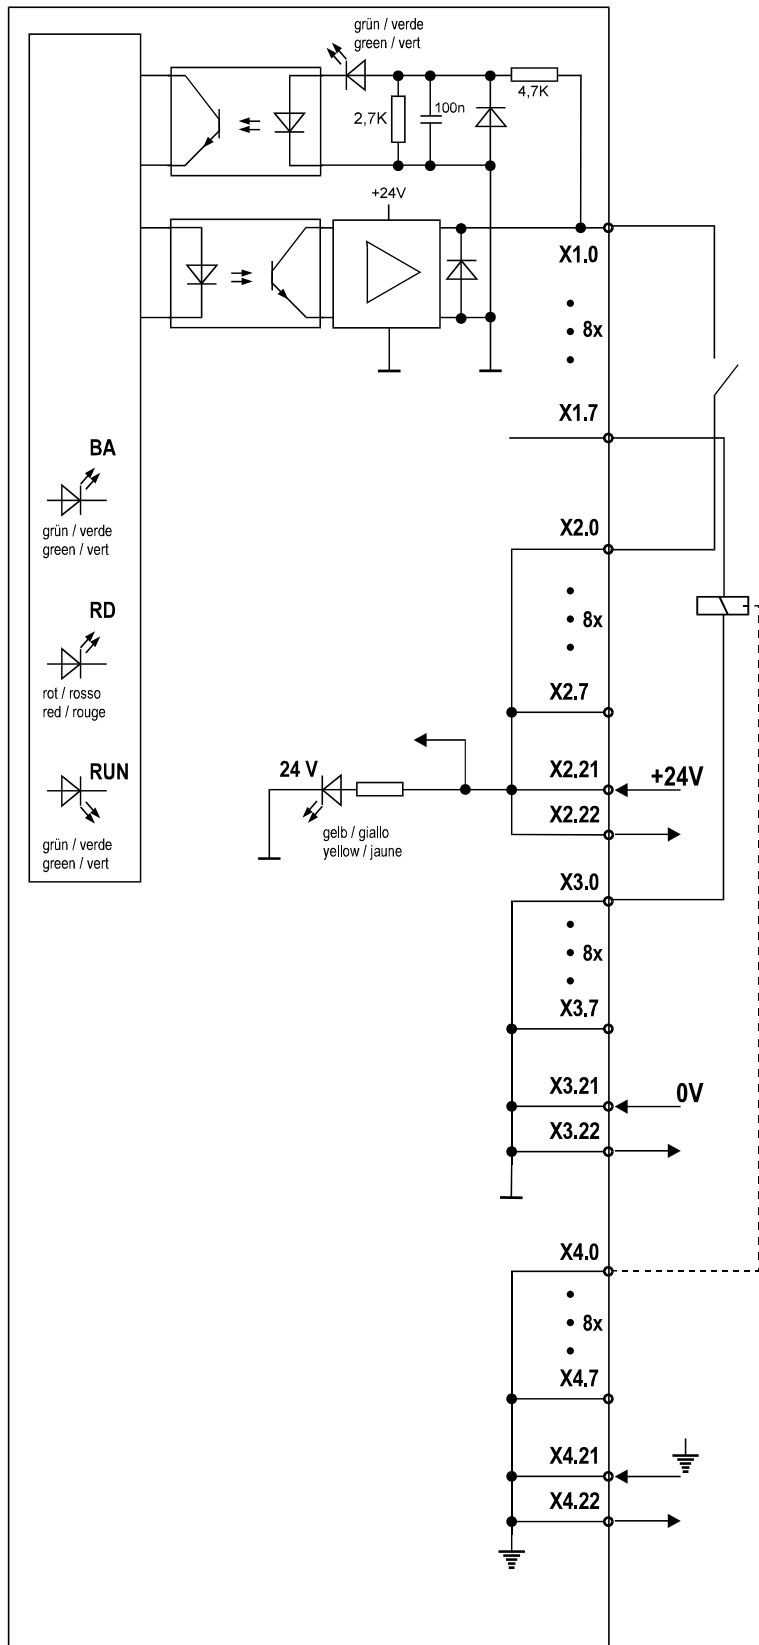 grün / verde
green / vert
4,7K
2,7K
100n
+24V
X1.0
8x
X1.7
BA
grün / verde
green / vert
X2.0
8x
RD
rot / rosso
red / rouge
X2.7
RUN
24 V
X2.21
+24V
X2.22
grün / verde
green / vert
gelb / giallo
yellow / jaune
X3.0
8x
X3.7
X3.21
0V
X3.22
X4.0
8x
X4.7
X4.21
X4.22